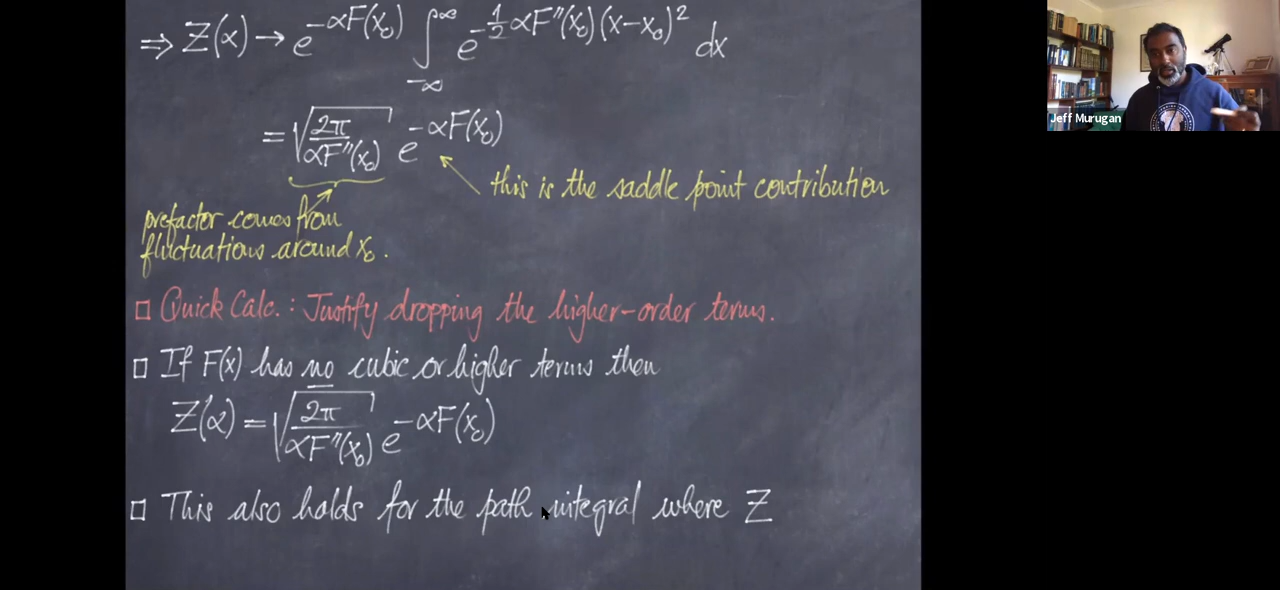 ⇒ Z(α) → e^{-αF(x₀)} ∫_{-∞}^{∞} e^{-½αF″(x₀)(x-x₀)²} dx
= √(2π/αF″(x₀)) e^{-αF(x₀)}
this is the saddle point contribution
prefactor comes from
fluctuations around x₀.
□ Quick Calc.: Justify dropping the higher-order terms.
□ If F(x) has no cubic or higher terms then
Z(α) = √(2π/αF″(x₀)) e^{-αF(x₀)}
□ This also holds for the path integral where Z
Jeff Murugan